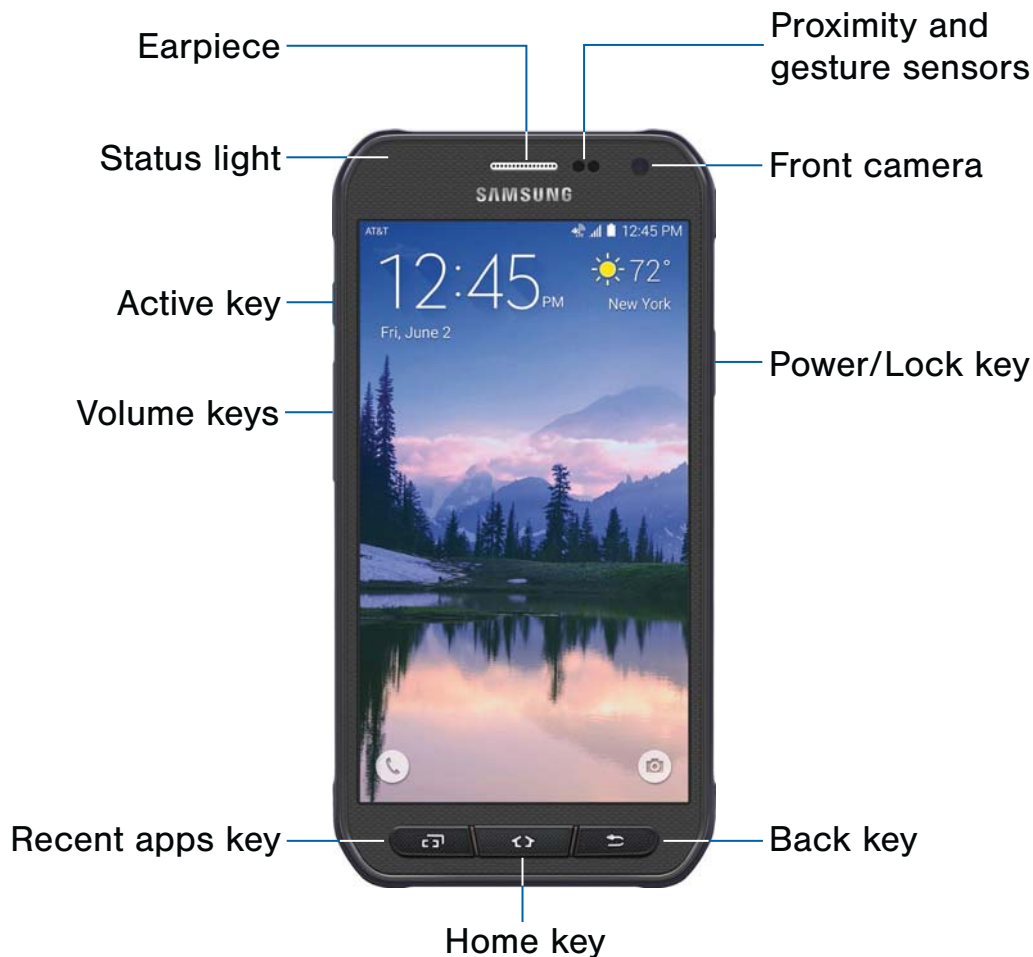 Earpiece
Proximity and
gesture sensors
Status light
Front camera
SAMSUNG
AT&T
12:45 PM
12:45 PM
72°
New York
Fri, June 2
Active key
Power/Lock key
Volume keys
Recent apps key
Back key
Home key